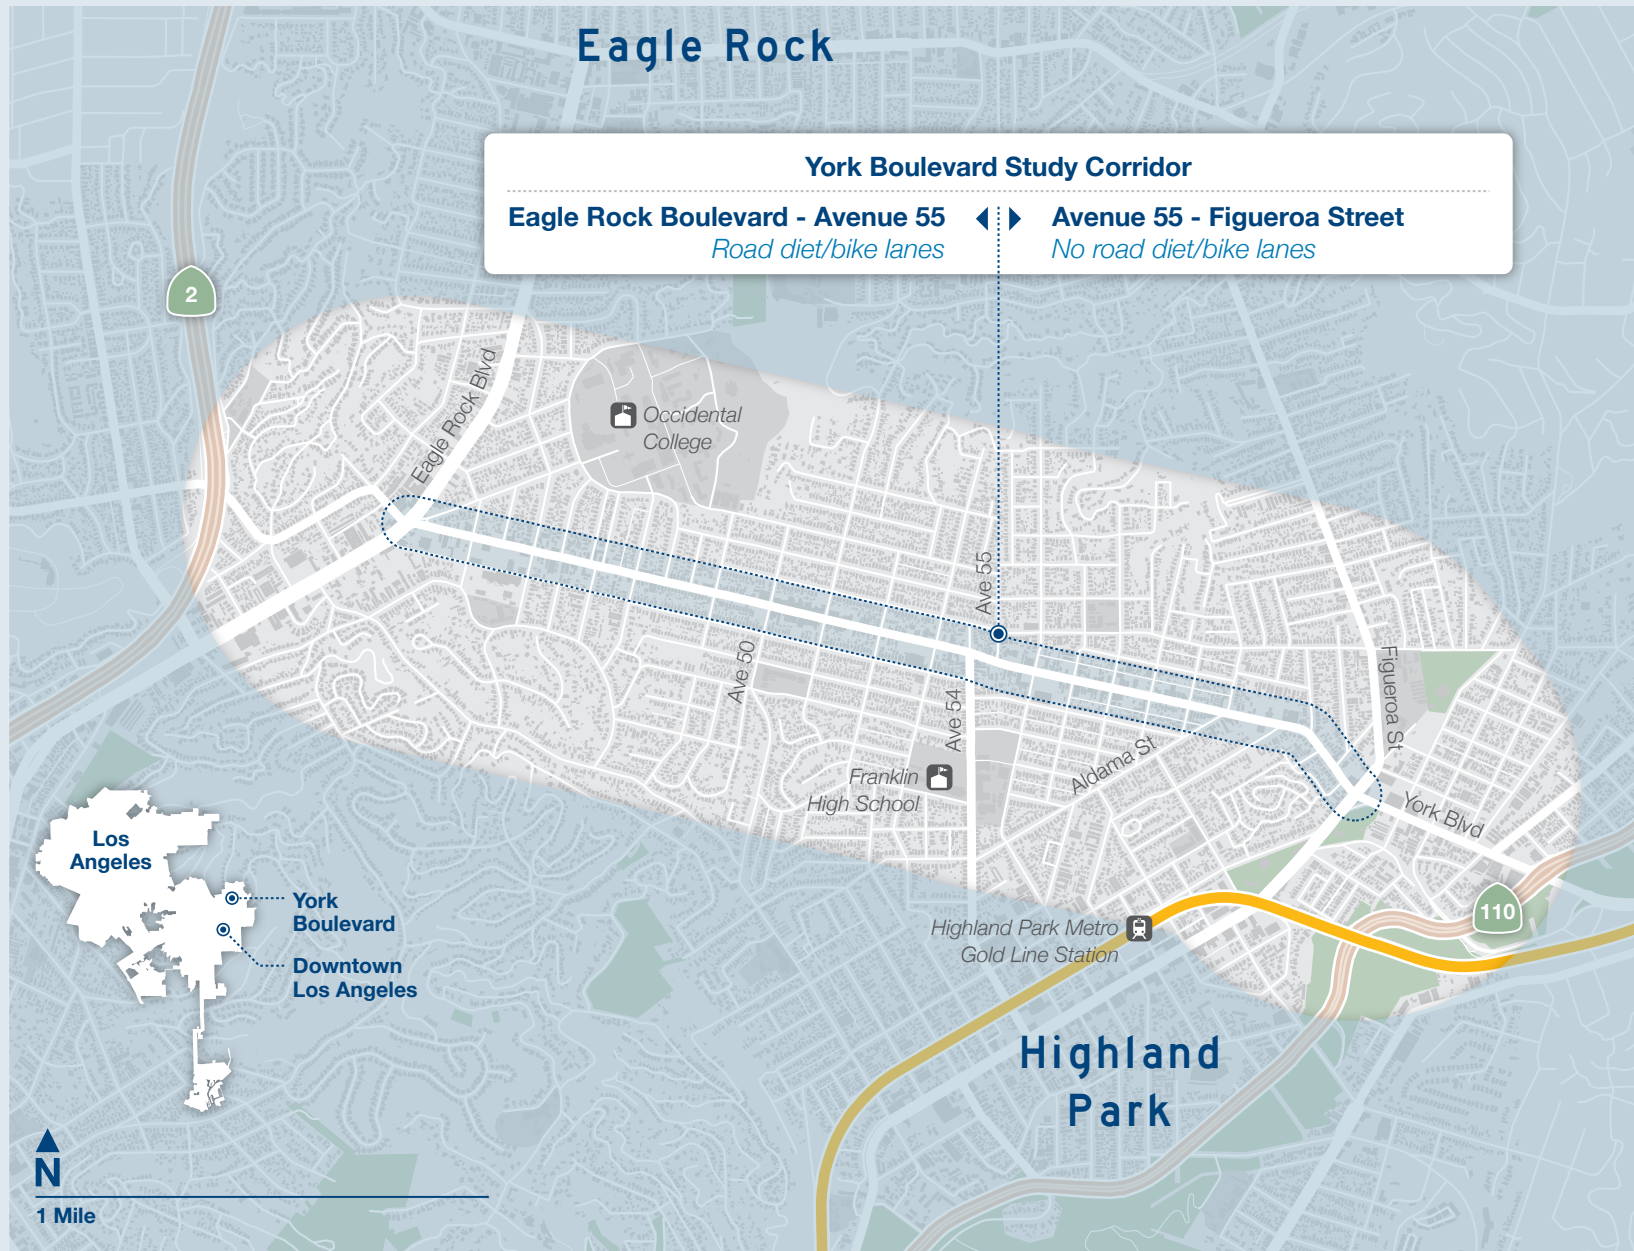 Eagle Rock
York Boulevard Study Corridor
Eagle Rock Boulevard - Avenue 55
Avenue 55 - Figueroa Street
Road diet/bike lanes
No road diet/bike lanes
2
Eagle Rock Blvd
Occidental
College
Ave 55
Ave 50
Ave 54
Figueroa St
Aldama St
Franklin
High School
York Blvd
Los
Angeles
York
Boulevard
110
Highland Park Metro
Gold Line Station
Downtown
Los Angeles
Highland
Park
N
1 Mile